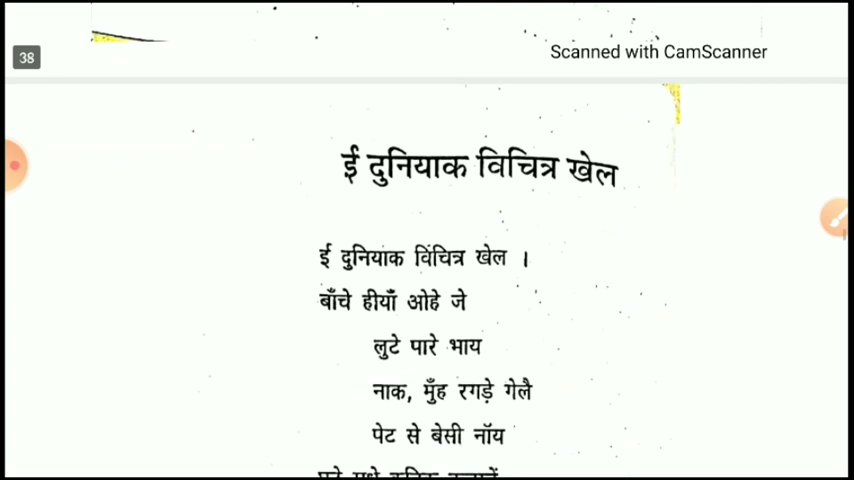 Scanned with CamScanner
38
ई दुनियाक विचित्र खेल
ई दुनियाक विचित्र खेल ।
बाँचे हीयाँ ओहे जे
लुटे पारे भाय
नाक, मुँह रगड़े गेलै
पेट से बेसी नॉय